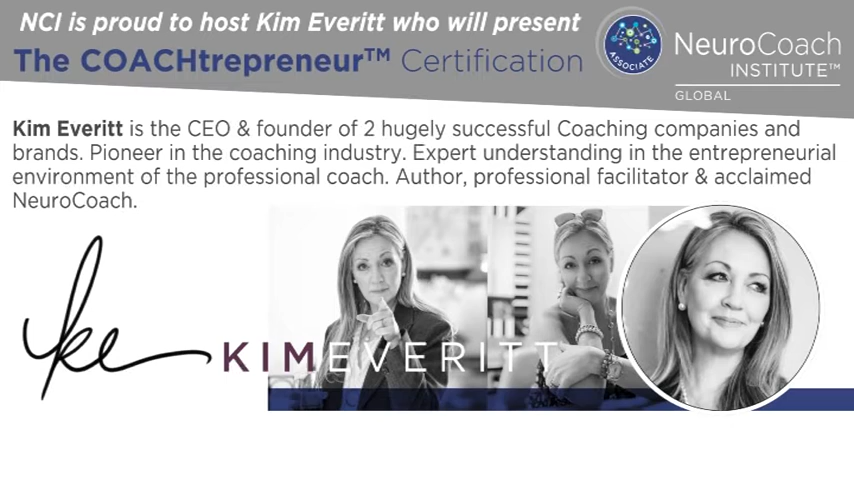 NCI is proud to host Kim Everitt who will present
The COACHtrepreneur™ Certification
ASSOCIATE
NeuroCoach
INSTITUTE™
GLOBAL
Kim Everitt is the CEO & founder of 2 hugely successful Coaching companies and
brands. Pioneer in the coaching industry. Expert understanding in the entrepreneurial
environment of the professional coach. Author, professional facilitator & acclaimed
NeuroCoach.
ke
KIMEVERITT